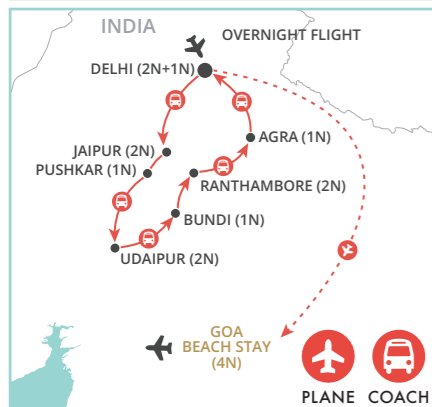 INDIA
OVERNIGHT FLIGHT
DELHI (2N+1N)
AGRA (1N)
JAIPUR (2N)
PUSHKAR (1N)
RANTHAMBORE (2N)
BUNDI (1N)
UDAIPUR (2N)
GOA
BEACH STAY
(4N)
PLANE COACH